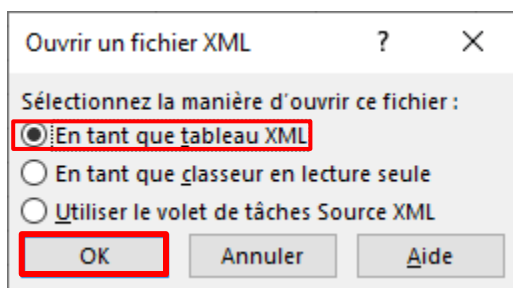 Ouvrir un fichier XML ? ×
Sélectionnez la manière d'ouvrir ce fichier :
En tant que tableau XML
En tant que classeur en lecture seule
Utiliser le volet de tâches Source XML
OK Annuler Aide